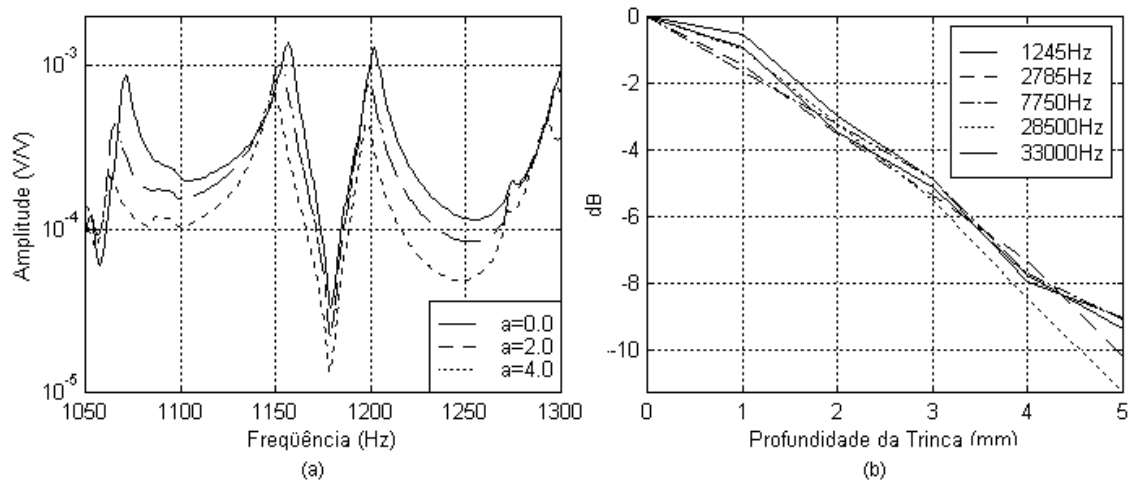 10⁻³
10⁻⁴
10⁻⁵
Amplitude (V/V)
a=0.0
a=2.0
a=4.0
1050 1100 1150 1200 1250 1300
Freqüência (Hz)
(a)
0
-2
-4
-6
-8
-10
dB
1245Hz
2785Hz
7750Hz
28500Hz
33000Hz
0 1 2 3 4 5
Profundidade da Trinca (mm)
(b)